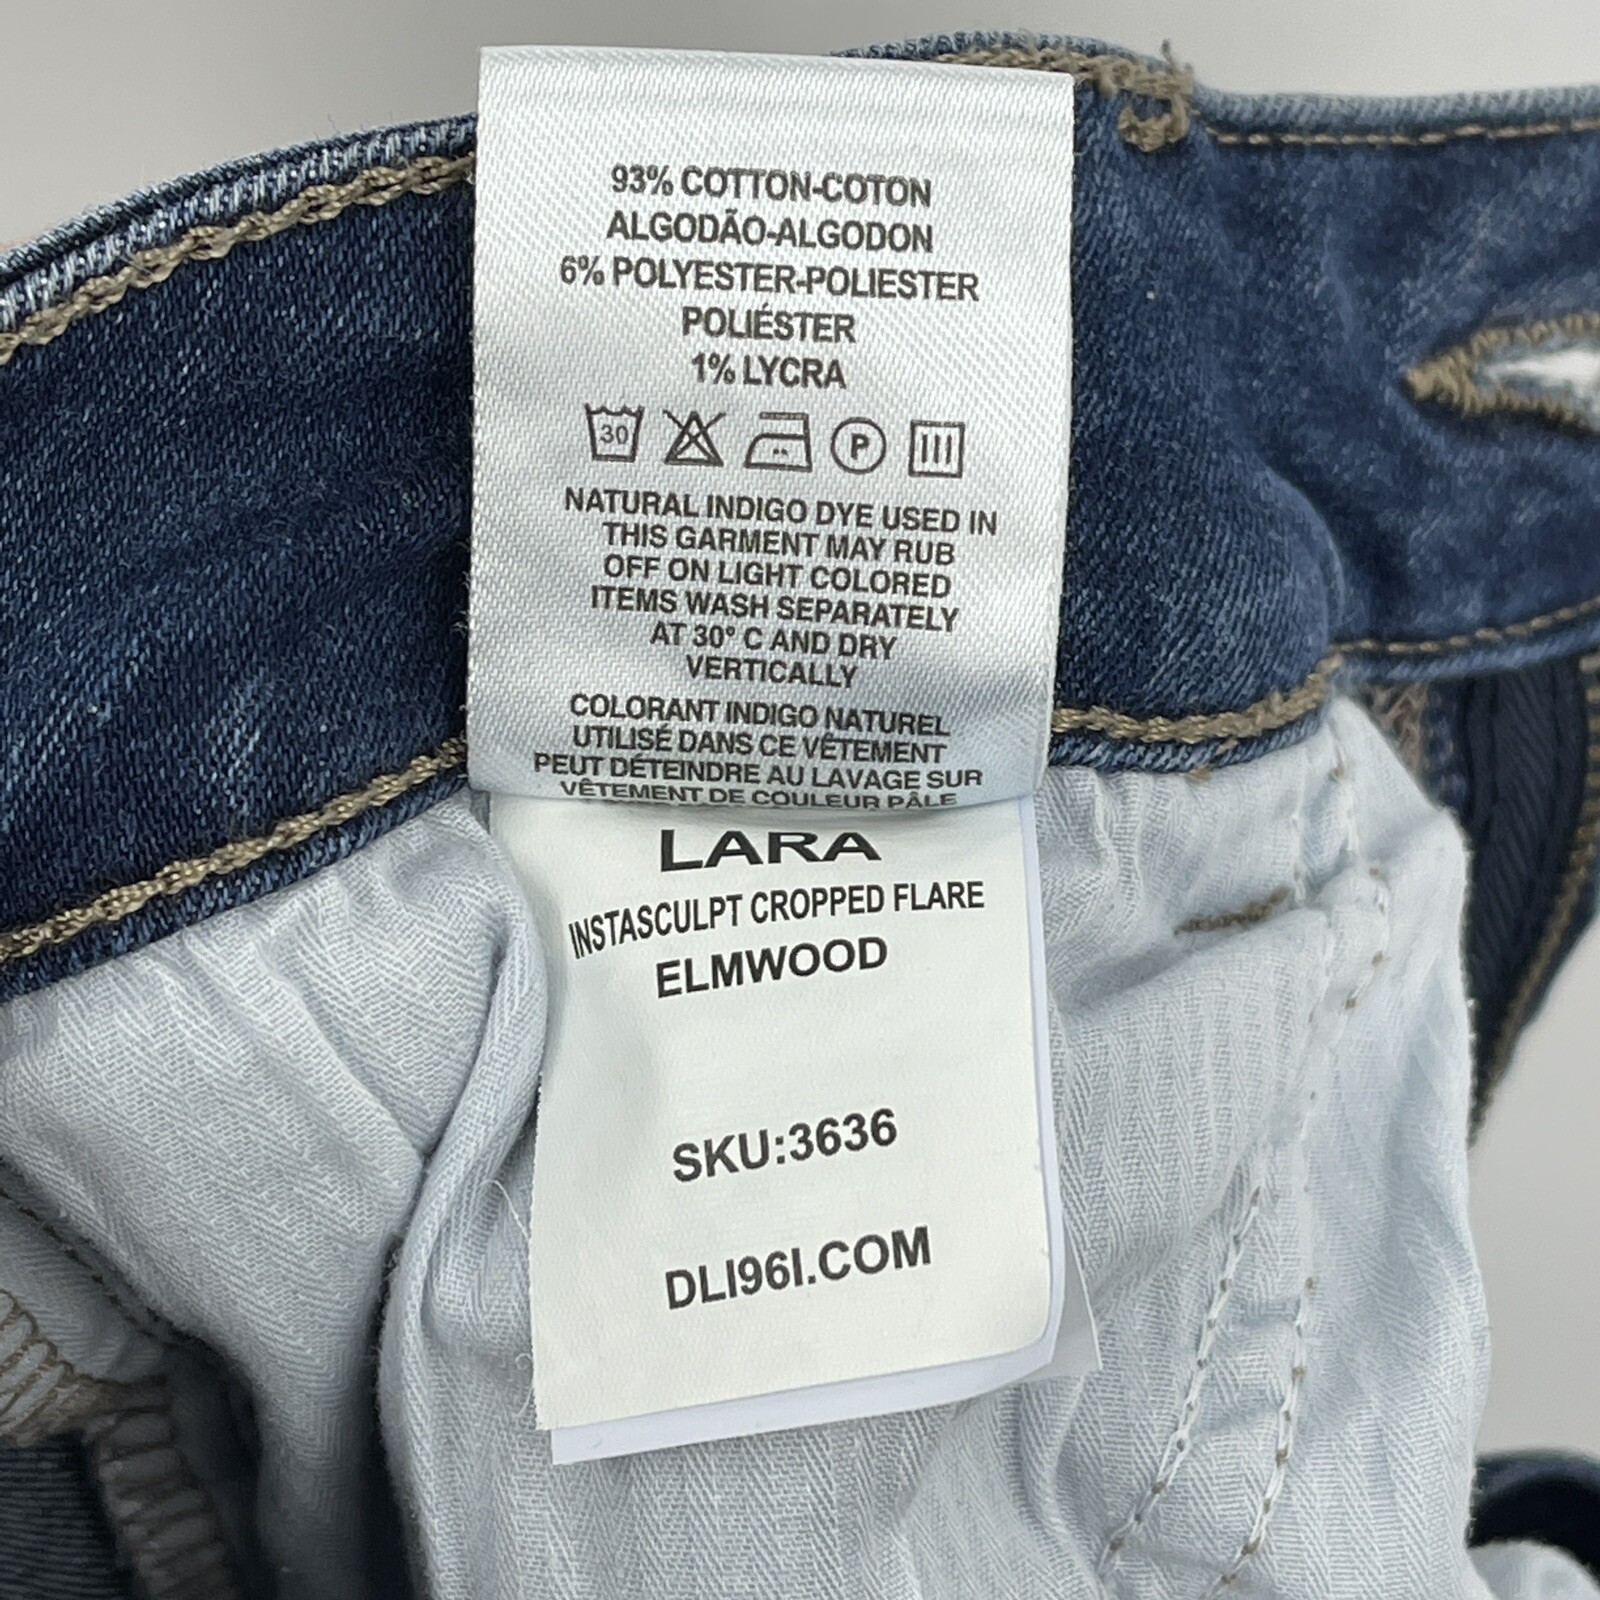 93% COTTON-COTON
ALGODÃO-ALGODON
6% POLYESTER-POLIESTER
POLIÉSTER
1% LYCRA
30 P
NATURAL INDIGO DYE USED IN
THIS GARMENT MAY RUB
OFF ON LIGHT COLORED
ITEMS WASH SEPARATELY
AT 30° C AND DRY
VERTICALLY
COLORANT INDIGO NATUREL
UTILISÉ DANS CE VÊTEMENT
PEUT DÉTEINDRE AU LAVAGE SUR
VÊTEMENT DE COULEUR PÂLE
LARA
INSTASCULPT CROPPED FLARE
ELMWOOD
SKU:3636
DLI96I.COM